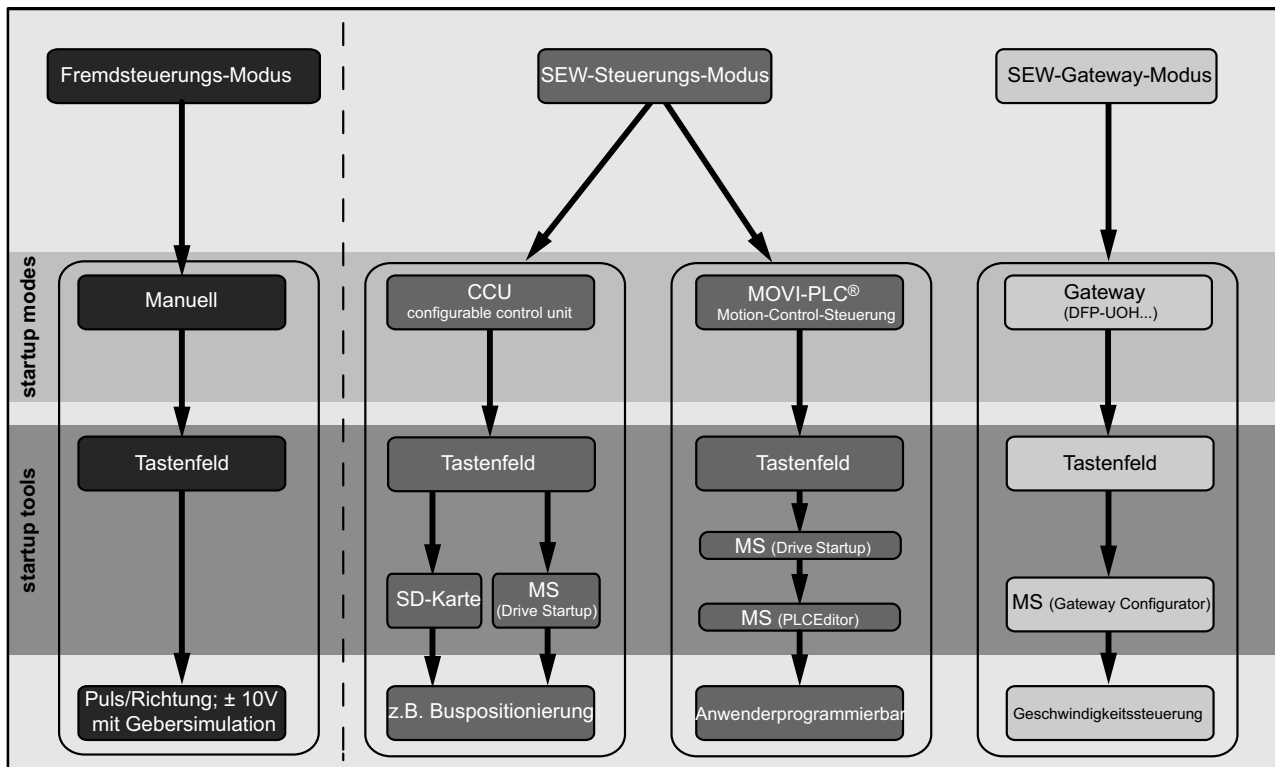 Fremdsteuerungs-Modus
SEW-Steuerungs-Modus
SEW-Gateway-Modus
startup modes
Manuell
CCU
configurable control unit
MOVI-PLC®
Motion-Control-Steuerung
Gateway
(DFP-UOH...)
startup tools
Tastenfeld
Tastenfeld
Tastenfeld
Tastenfeld
SD-Karte
MS
(Drive Startup)
MS (Drive Startup)
MS (PLCEditor)
MS (Gateway Configurator)
Puls/Richtung; ± 10V
mit Gebersimulation
z.B. Buspositionierung
Anwenderprogrammierbar
Geschwindigkeitssteuerung